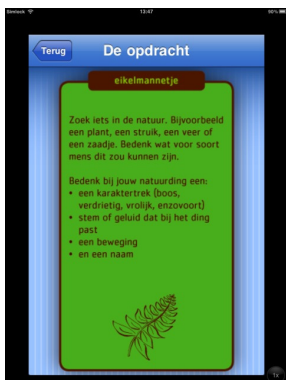 Simlock 13:47 90%
Terug
De opdracht
eikelmannetje
Zoek iets in de natuur. Bijvoorbeeld
een plant, een struik, een veer of
een zaadje. Bedenk wat voor soort
mens dit zou kunnen zijn.
Bedenk bij jouw natuurding een:
• een karaktertrek (boos,
verdrietig, vrolijk, enzovoort)
• stem of geluid dat bij het ding
past
• een beweging
• en een naam
1x